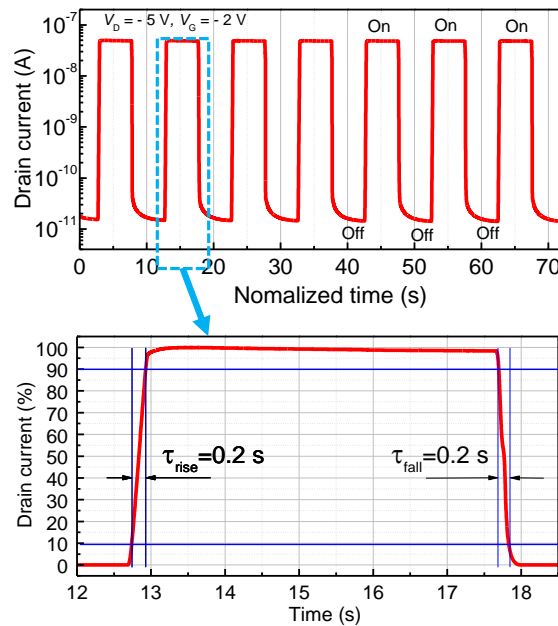 V_D = - 5 V, V_G = - 2 V
On On On
10^-7
10^-8
10^-9
10^-10
10^-11
Drain current (A)
Off Off Off
0 10 20 30 40 50 60 70
Nomalized time (s)
100
90
80
70
60
50
40
30
20
10
0
Drain current (%)
τ_rise=0.2 s τ_fall=0.2 s
12 13 14 15 16 17 18
Time (s)